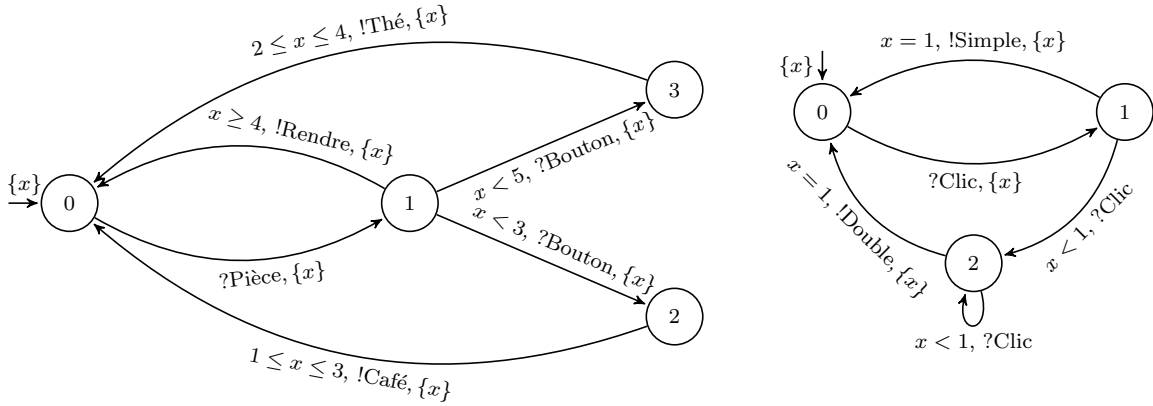 2 ≤ x ≤ 4, !Thé, {x}
3
x ≥ 4, !Rendre, {x}
x < 5, ?Bouton, {x}
{x}
0
1
x < 3, ?Bouton, {x}
?Pièce, {x}
2
1 ≤ x ≤ 3, !Café, {x}
x = 1, !Simple, {x}
{x}
0
1
?Clic, {x}
x = 1, !Double, {x}
x < 1, ?Clic
2
x < 1, ?Clic